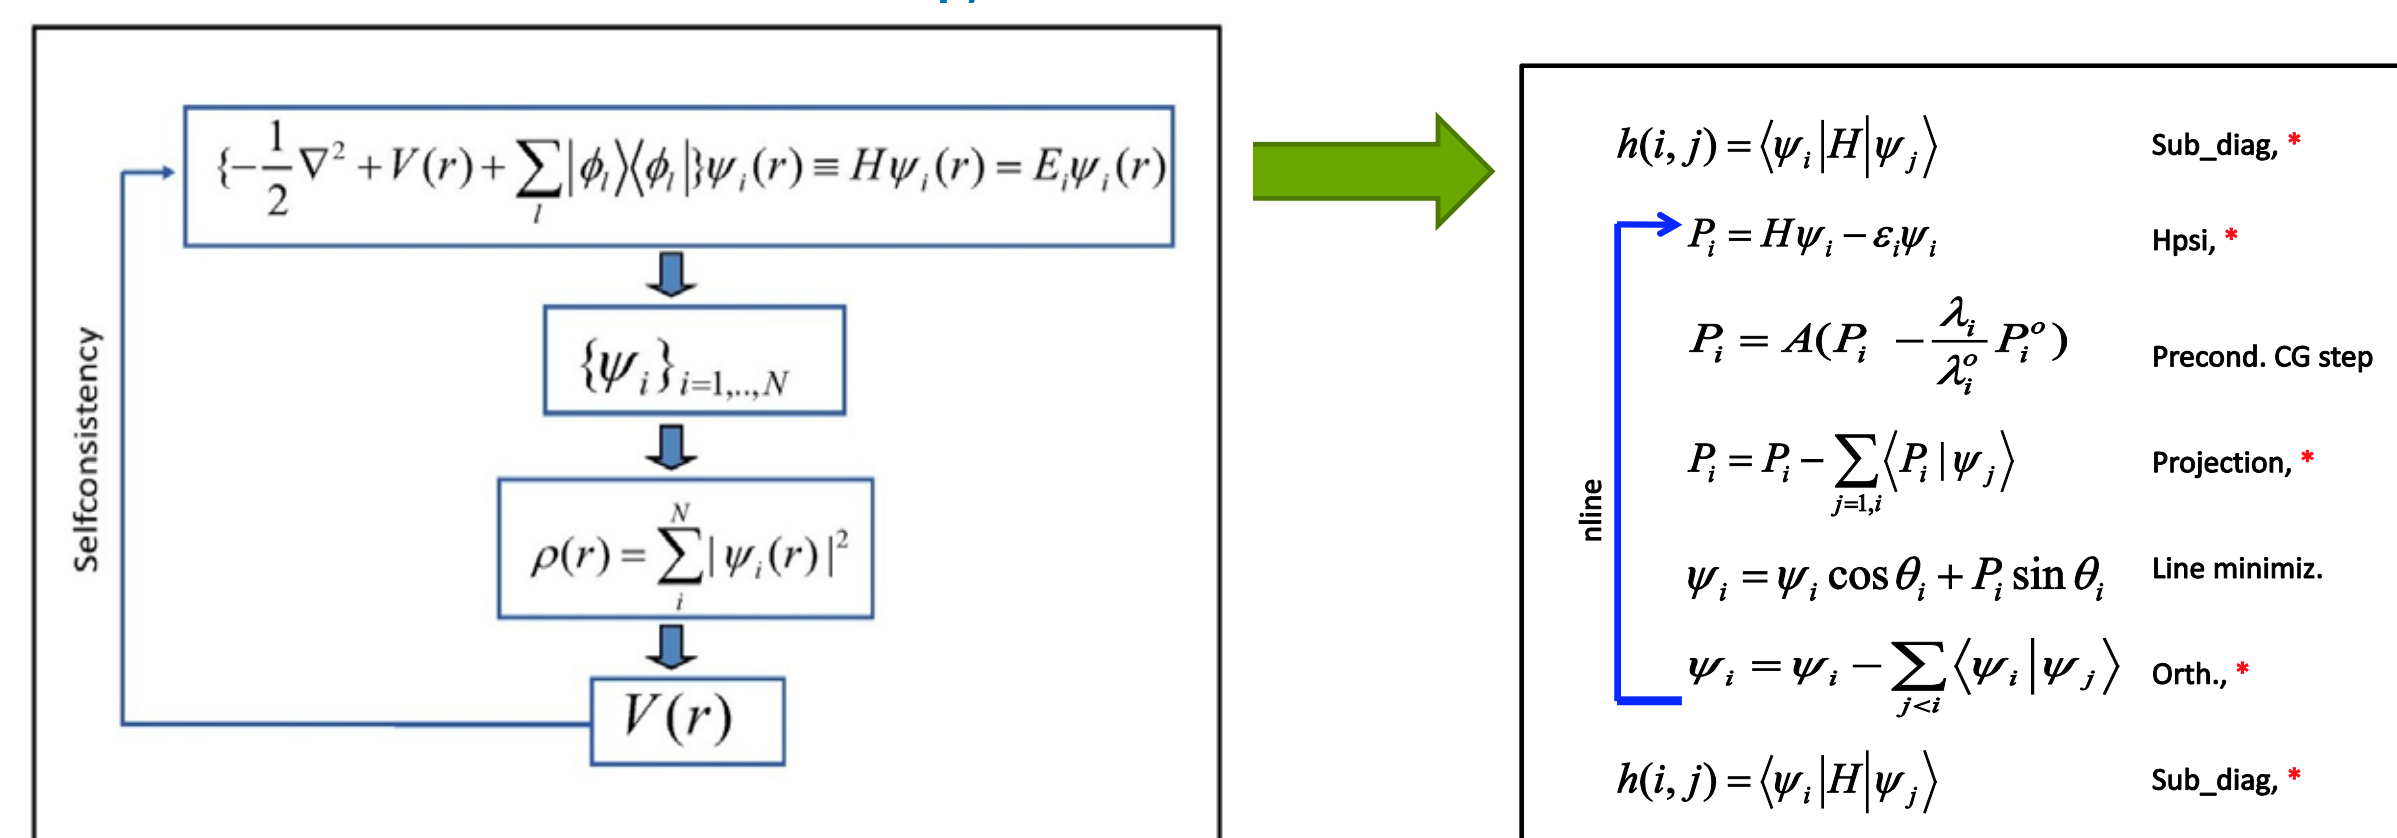 {-1/2 ∇² + V(r) + ∑_l |ϕ_l⟩⟨ϕ_l|}ψ_i(r) ≡ Hψ_i(r) = E_iψ_i(r)
{ψ_i}_{i=1,..,N}
ρ(r) = ∑_i^N |ψ_i(r)|²
V(r)
Selfconsistency
h(i, j) = ⟨ψ_i|H|ψ_j⟩ Sub_diag, *
P_i = Hψ_i − ε_iψ_i Hpsi, *
P_i = A(P_i − λ_i/λ_i^o P_i^o) Precond. CG step
P_i = P_i − ∑_{j=1,i} ⟨P_i | ψ_j⟩ Projection, *
ψ_i = ψ_i cos θ_i + P_i sin θ_i Line minimiz.
ψ_i = ψ_i − ∑_{j<i} ⟨ψ_i | ψ_j⟩ Orth., *
nline
h(i, j) = ⟨ψ_i|H|ψ_j⟩ Sub_diag, *